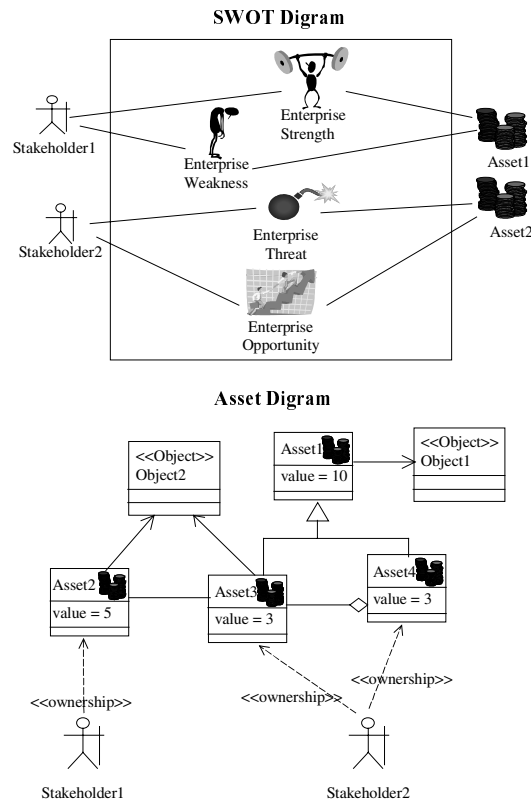 SWOT Digram
Enterprise
Strength
Stakeholder1
Enterprise
Weakness
Asset1
Stakeholder2
Enterprise
Threat
Asset2
Enterprise
Opportunity
Asset Digram
<<Object>>
Object2
Asset1
value = 10
<<Object>>
Object1
Asset2
value = 5
Asset3
value = 3
Asset4
value = 3
<<ownership>>
<<ownership>>
<<ownership>>
Stakeholder1
Stakeholder2